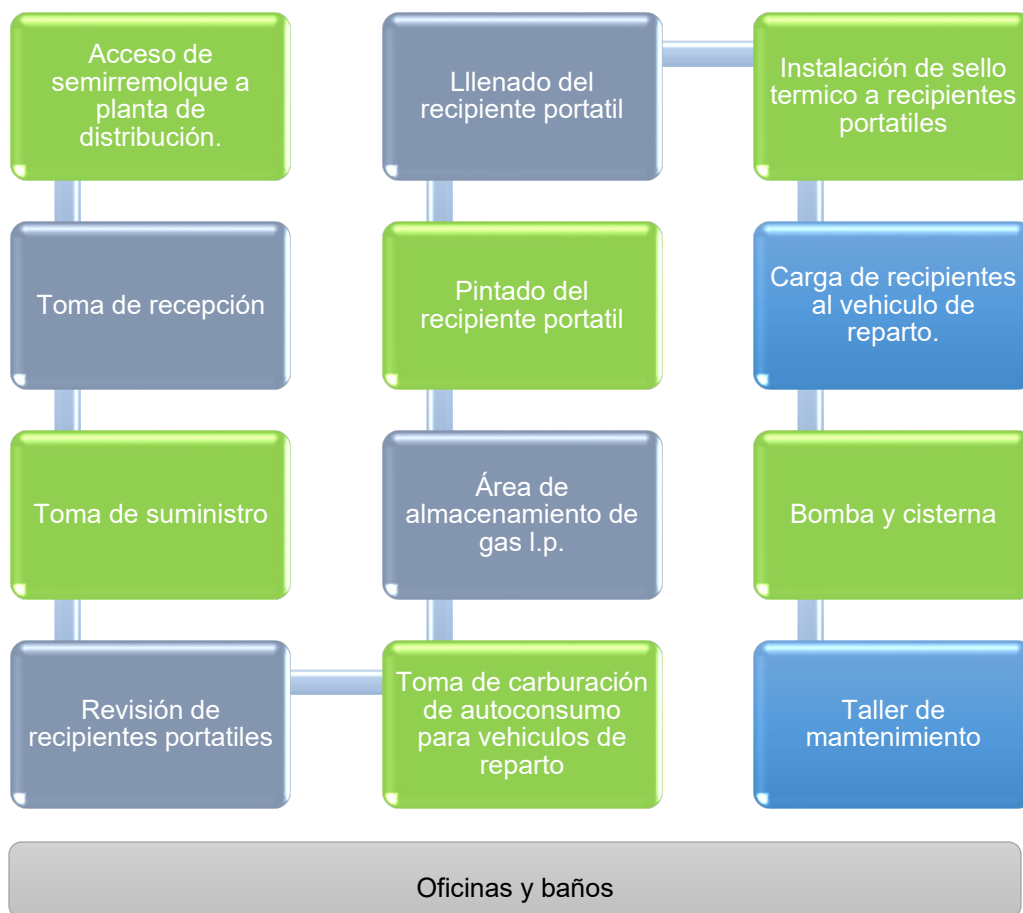 Acceso de
semirremolque a
planta de
distribución.
Toma de recepción
Toma de suministro
Revisión de
recipientes portatiles
Toma de carburación
de autoconsumo
para vehiculos de
reparto
Área de
almacenamiento de
gas l.p.
Pintado del
recipiente portatil
Lllenado del
recipiente portatil
Instalación de sello
termico a recipientes
portatiles
Carga de recipientes
al vehiculo de
reparto.
Bomba y cisterna
Taller de
mantenimiento
Oficinas y baños